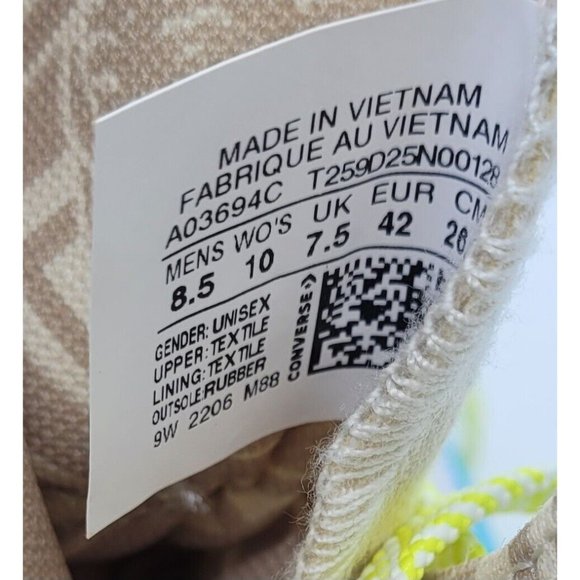 MADE IN VIETNAM
FABRIQUE AU VIETNAM
A03694C T259D25N00128
MENS WO'S UK EUR CM
8.5 10 7.5 42
GENDER: UNISEX
UPPER: TEXTILE
LINING: TEXTILE
OUTSOLE:RUBBER
9W 2206 M88
CONVERSE